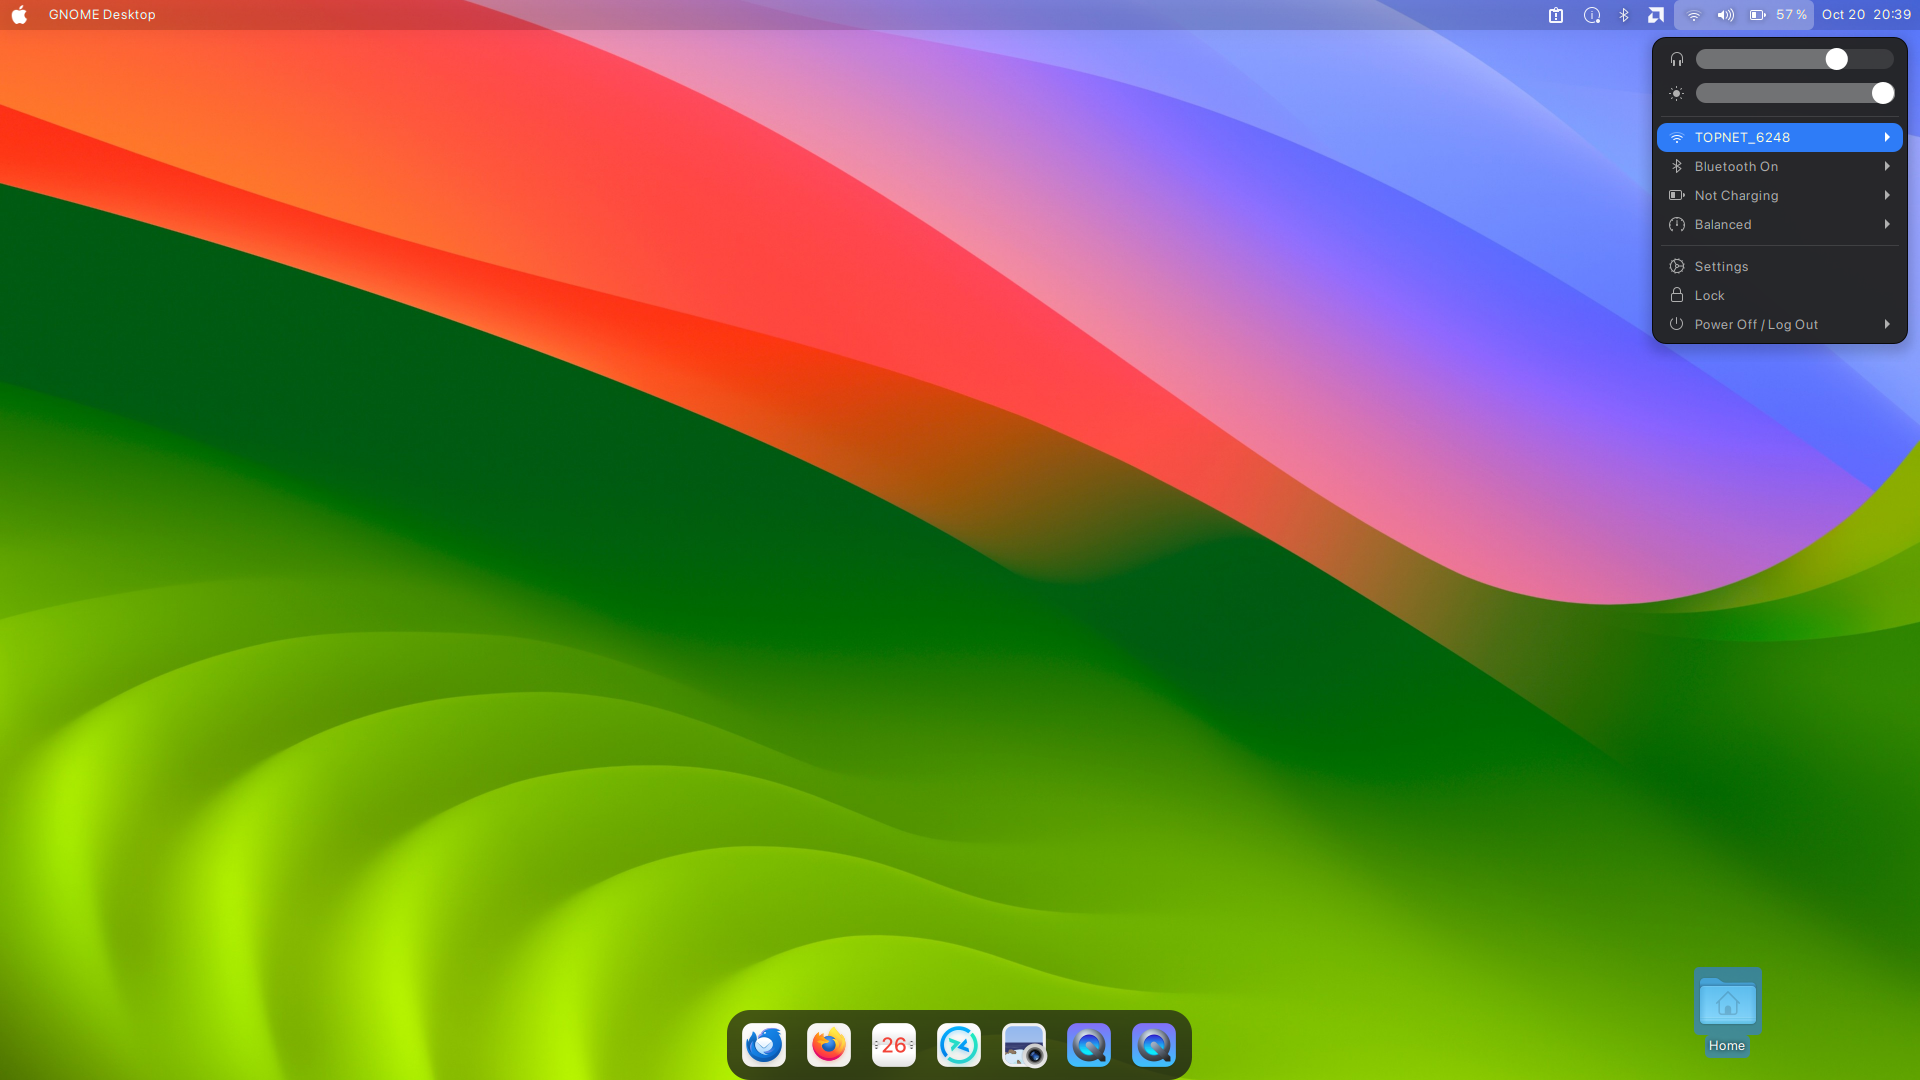 GNOME Desktop
57 %
Oct 20 20:39
TOPNET_6248
Bluetooth On
Not Charging
Balanced
Settings
Lock
Power Off / Log Out
26
Home